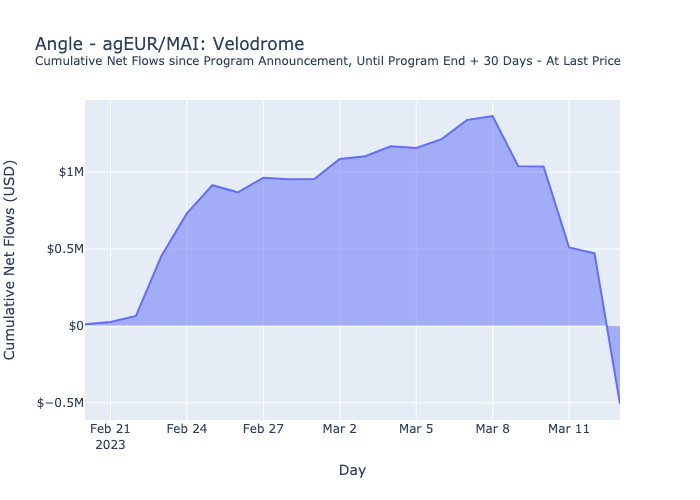 Angle - agEUR/MAI: Velodrome
Cumulative Net Flows since Program Announcement, Until Program End + 30 Days - At Last Price
Cumulative Net Flows (USD)
$1M
$0.5M
$0
$−0.5M
Feb 21
2023
Feb 24
Feb 27
Mar 2
Mar 5
Mar 8
Mar 11
Day